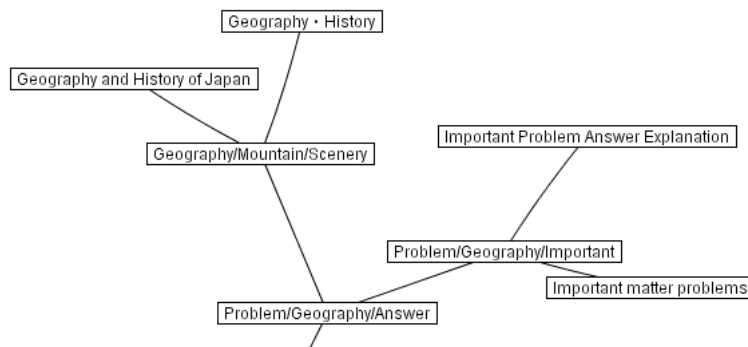 Geography・History
Geography and History of Japan
Important Problem Answer Explanation
Geography/Mountain/Scenery
Problem/Geography/Important
Important matter problems
Problem/Geography/Answer